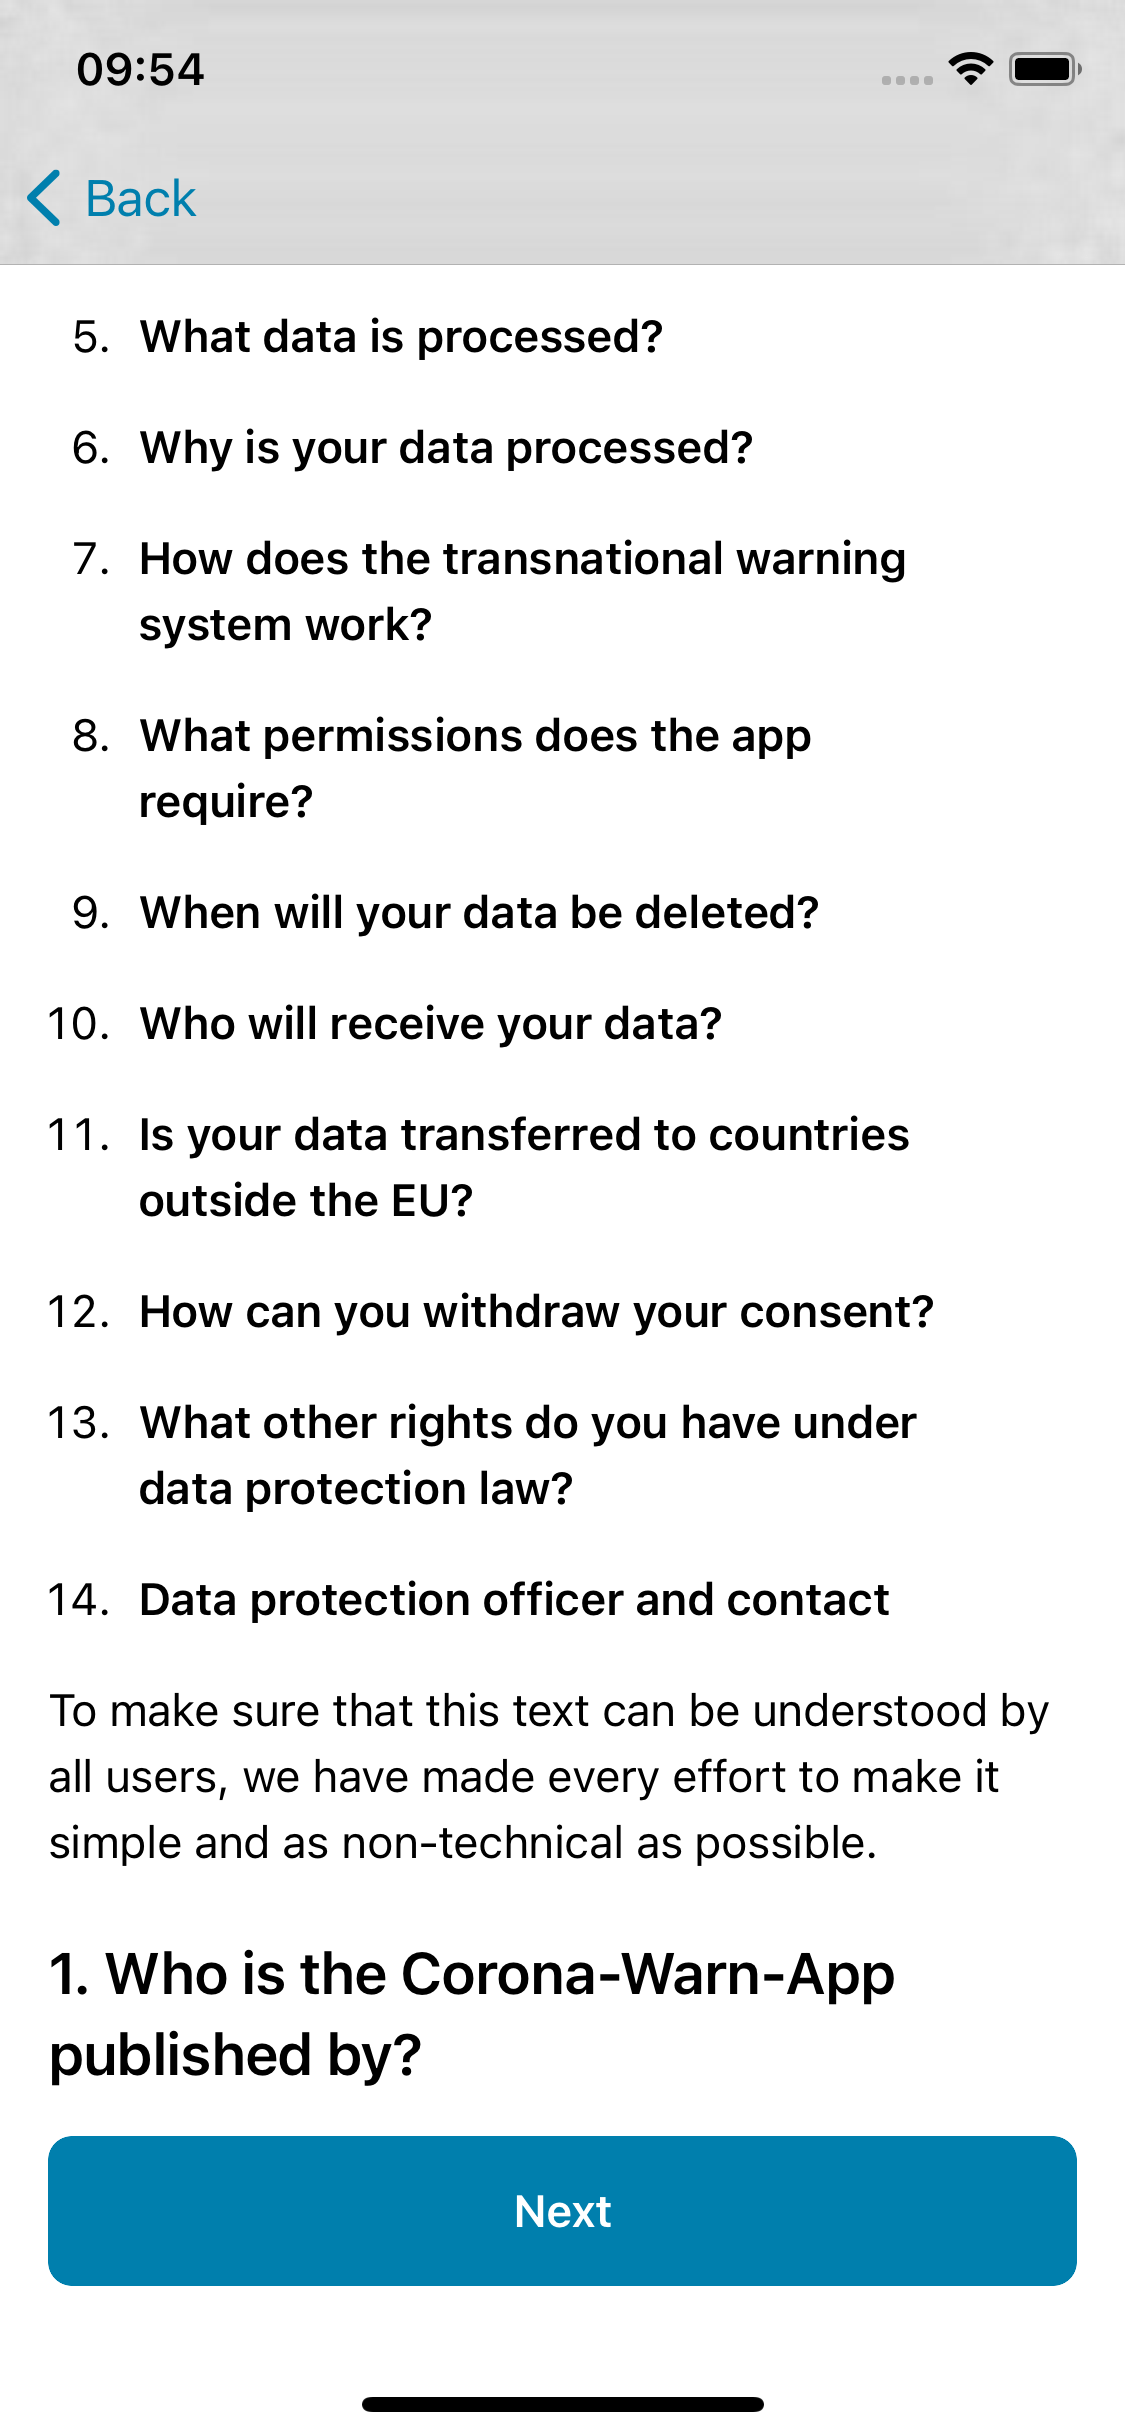 09:54
Back
5. What data is processed?
6. Why is your data processed?
7. How does the transnational warning
system work?
8. What permissions does the app
require?
9. When will your data be deleted?
10. Who will receive your data?
11. Is your data transferred to countries
outside the EU?
12. How can you withdraw your consent?
13. What other rights do you have under
data protection law?
14. Data protection officer and contact
To make sure that this text can be understood by
all users, we have made every effort to make it
simple and as non-technical as possible.
1. Who is the Corona-Warn-App
published by?
Next